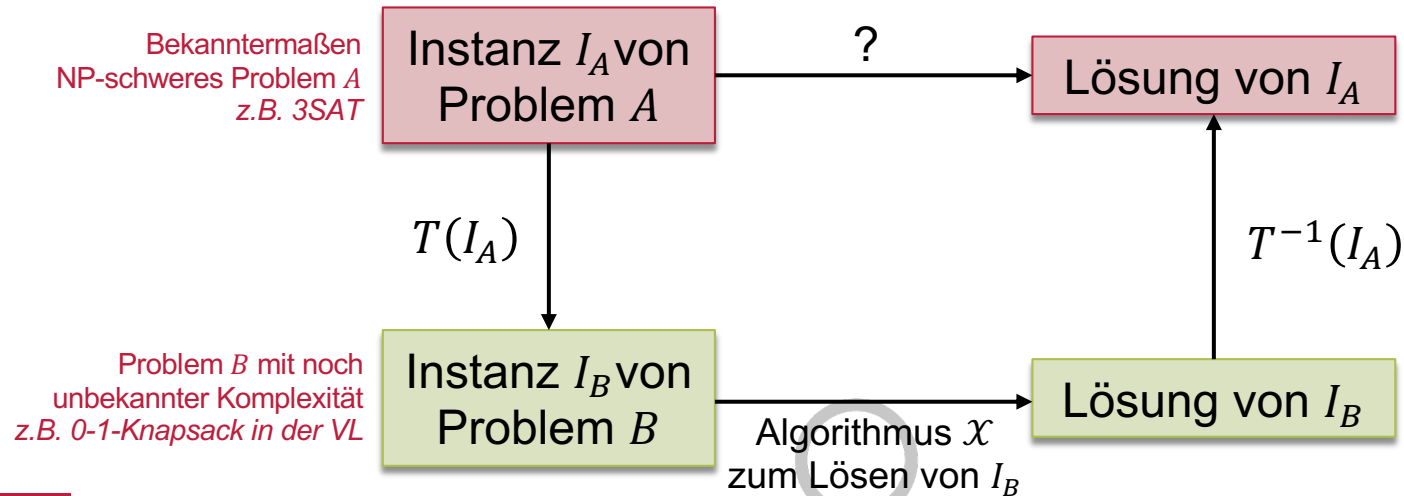 Bekanntermaßen
NP-schweres Problem A
z.B. 3SAT
Instanz I_A von
Problem A
?
Lösung von I_A
T(I_A)
T⁻¹(I_A)
Problem B mit noch
unbekannter Komplexität
z.B. 0-1-Knapsack in der VL
Instanz I_B von
Problem B
Algorithmus 𝒳
zum Lösen von I_B
Lösung von I_B